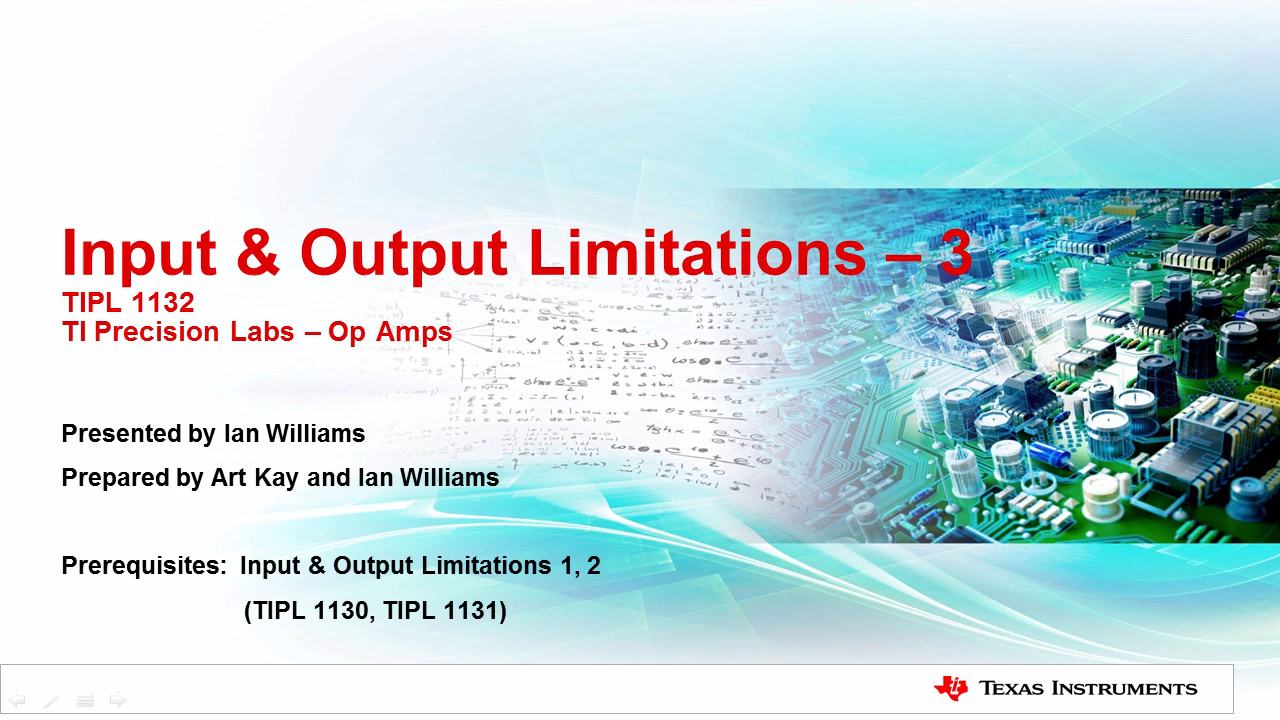 Input & Output Limitations – 3
TIPL 1132
TI Precision Labs – Op Amps
Presented by Ian Williams
Prepared by Art Kay and Ian Williams
Prerequisites: Input & Output Limitations 1, 2
(TIPL 1130, TIPL 1131)
TEXAS INSTRUMENTS